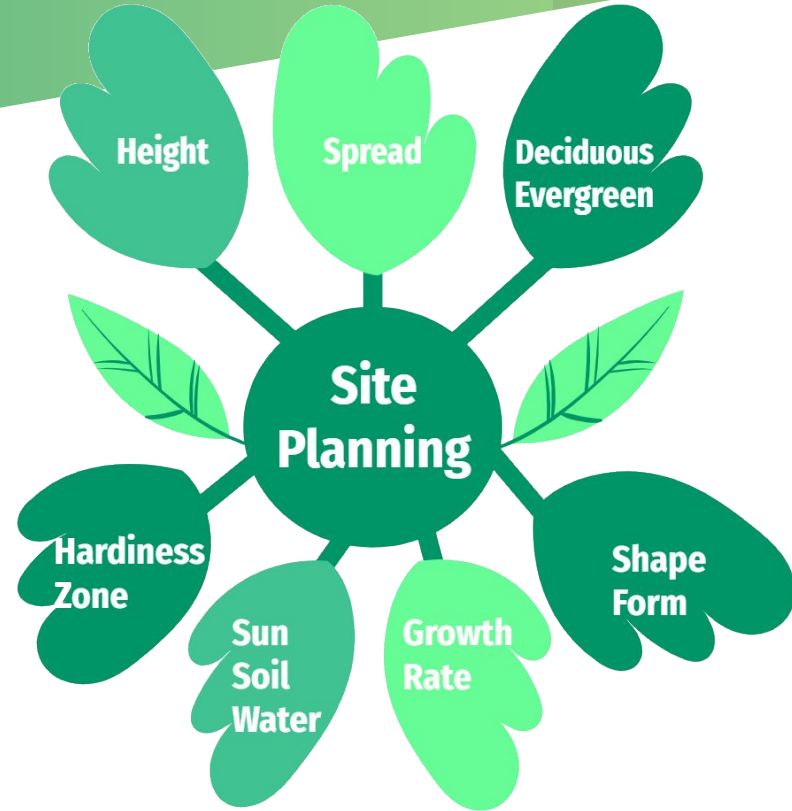 Height
Spread
Deciduous
Evergreen
Site
Planning
Hardiness
Zone
Sun
Soil
Water
Growth
Rate
Shape
Form